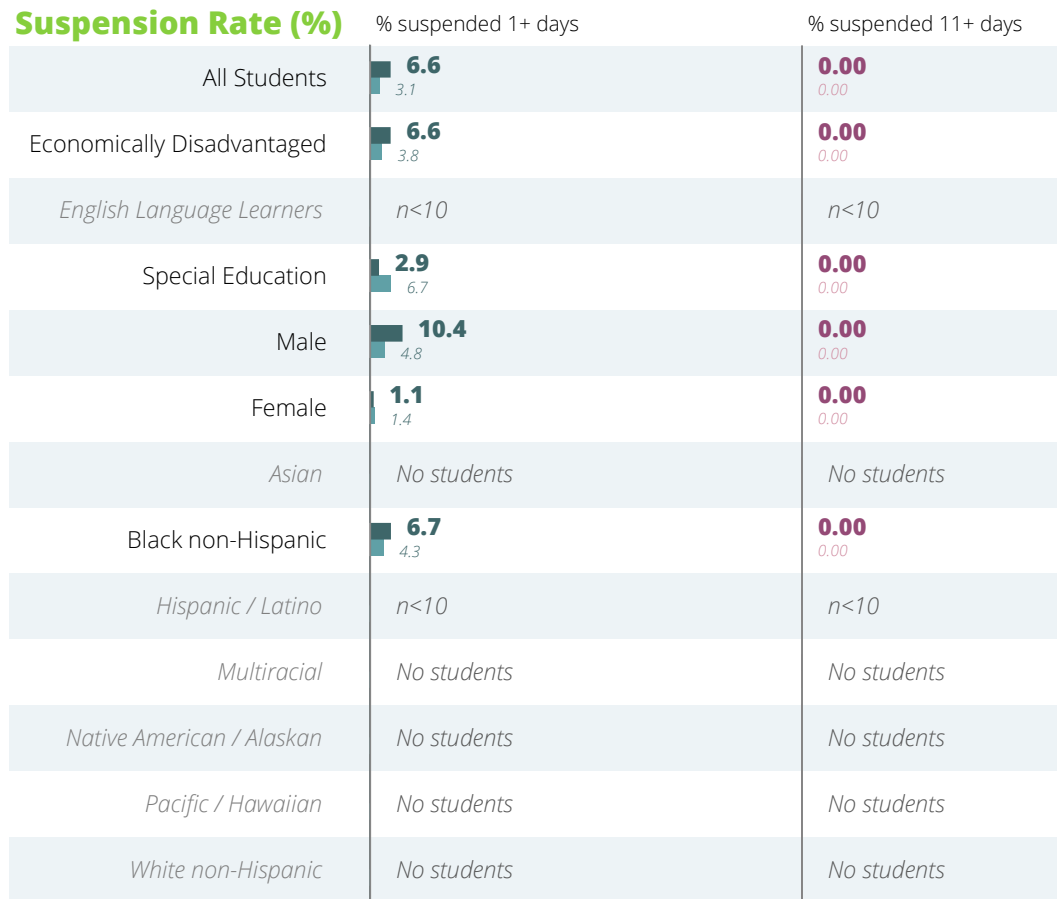 Suspension Rate (%) % suspended 1+ days % suspended 11+ days
All Students 6.6 0.00
3.1 0.00
Economically Disadvantaged 6.6 0.00
3.8 0.00
English Language Learners n<10 n<10
Special Education 2.9 0.00
6.7 0.00
Male 10.4 0.00
4.8 0.00
Female 1.1 0.00
1.4 0.00
Asian No students No students
Black non-Hispanic 6.7 0.00
4.3 0.00
Hispanic / Latino n<10 n<10
Multiracial No students No students
Native American / Alaskan No students No students
Pacific / Hawaiian No students No students
White non-Hispanic No students No students